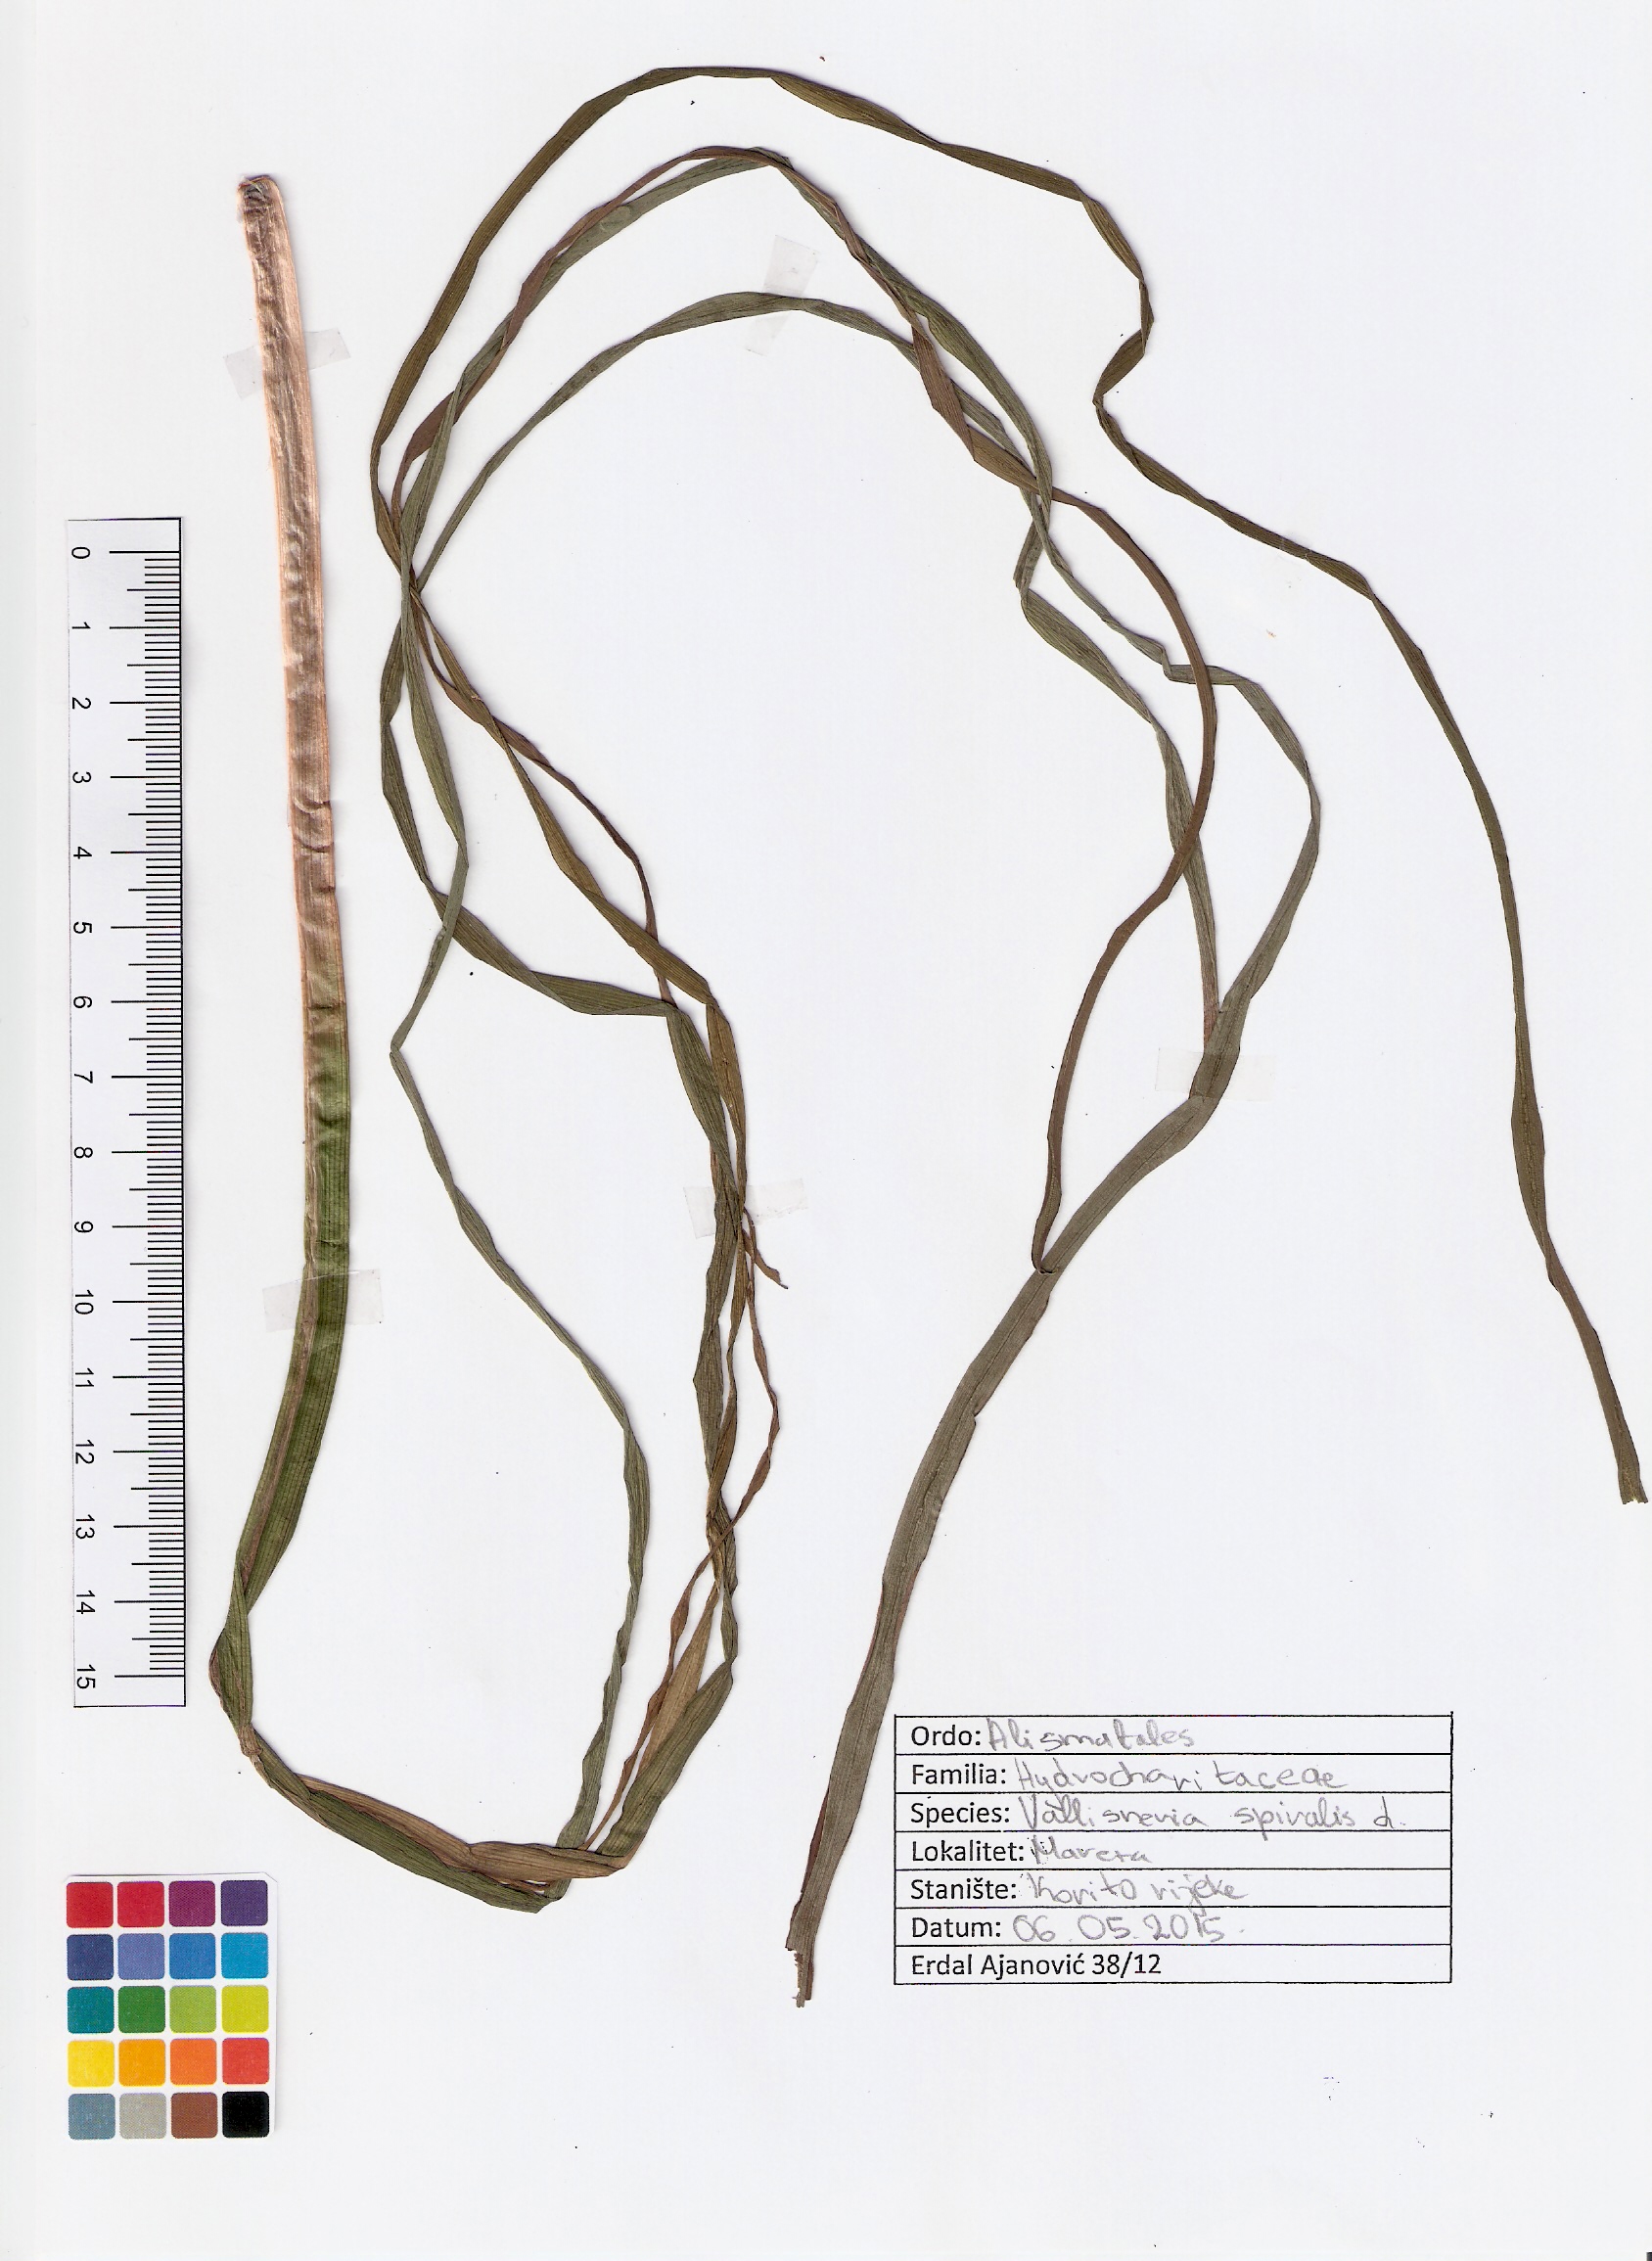 0
1
2
3
4
5
6
7
8
9
10
11
12
13
14
15
Ordo: Alismatales
Familia: Hydrocharitaceae
Species: Vallisneria spiralis L.
Lokalitet:
Stanište: Korito rijeke
Datum: 06.05.2015.
Erdal Ajanović 38/12